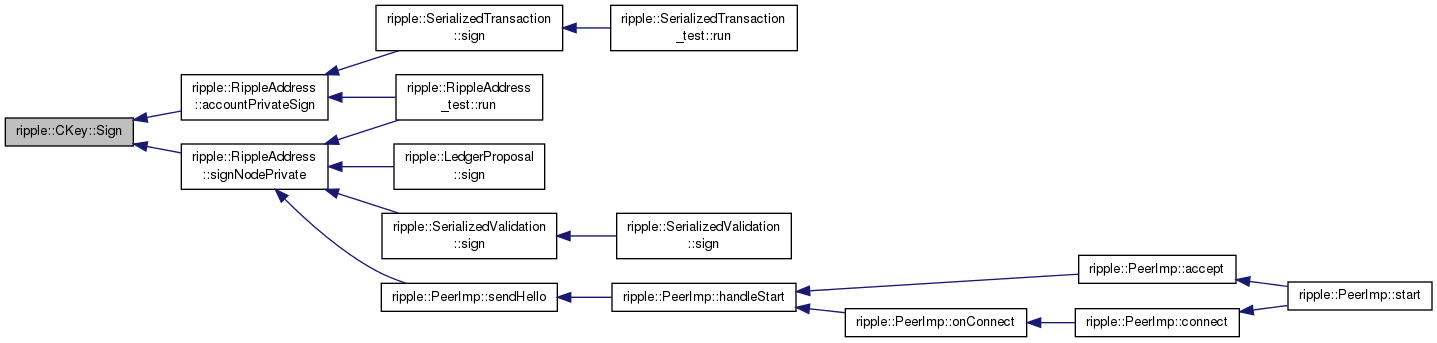 ripple::CKey::Sign
ripple::RippleAddress
::accountPrivateSign
ripple::RippleAddress
::signNodePrivate
ripple::SerializedTransaction
::sign
ripple::SerializedTransaction
_test::run
ripple::RippleAddress
_test::run
ripple::LedgerProposal
::sign
ripple::SerializedValidation
::sign
ripple::SerializedValidation
::sign
ripple::PeerImp::sendHello
ripple::PeerImp::handleStart
ripple::PeerImp::accept
ripple::PeerImp::onConnect
ripple::PeerImp::connect
ripple::PeerImp::start